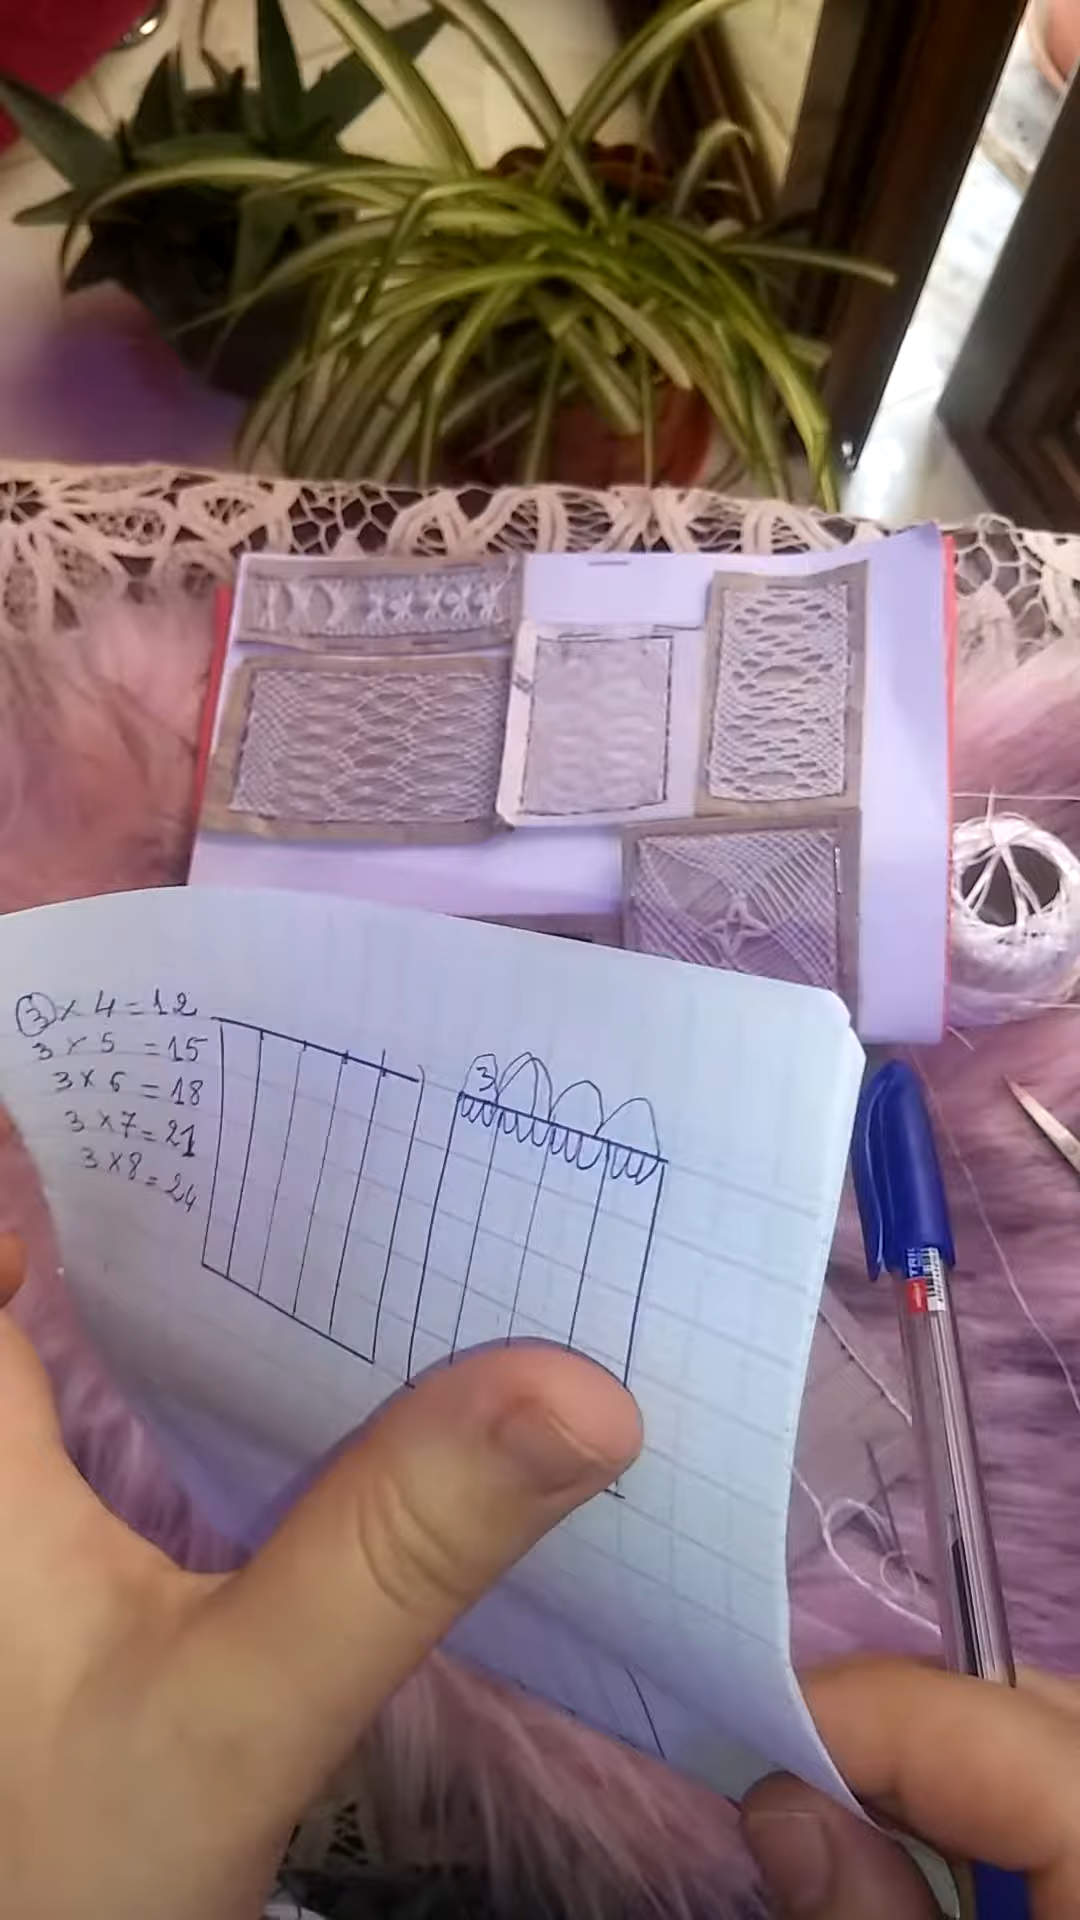 3 x 4 = 12
3 x 5 = 15
3 x 6 = 18
3 x 7 = 21
3 x 8 = 24
3